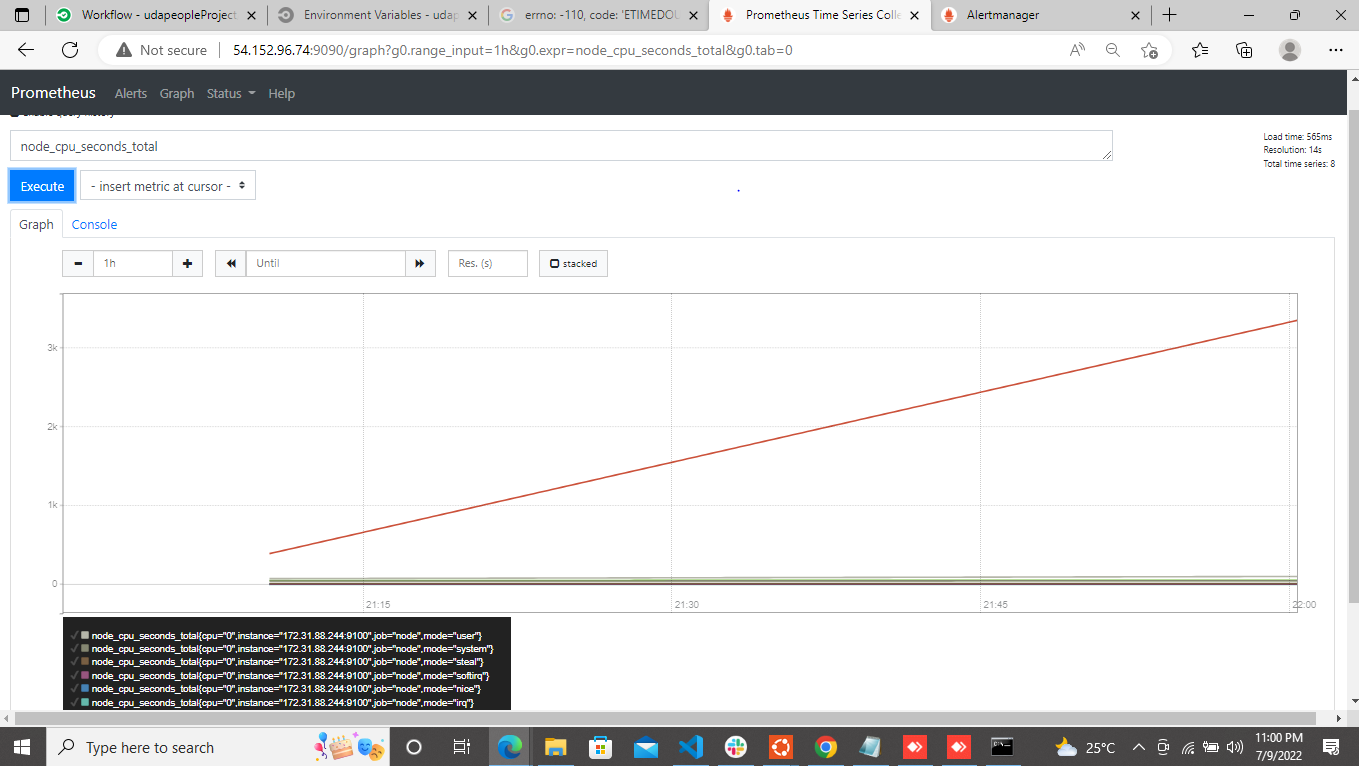 Workflow - udapeopleProject
Environment Variables - udap
errno: -110, code: 'ETIMEDOU
Prometheus Time Series Colle
Alertmanager
Not secure
54.152.96.74:9090/graph?g0.range_input=1h&g0.expr=node_cpu_seconds_total&g0.tab=0
Prometheus Alerts Graph Status Help
Enable query history
node_cpu_seconds_total
Load time: 565ms
Resolution: 14s
Total time series: 8
Execute
- insert metric at cursor -
Graph Console
1h
Until
Res. (s)
stacked
3k
2k
1k
0
21:15 21:30 21:45 22:00
node_cpu_seconds_total{cpu="0",instance="172.31.88.244:9100",job="node",mode="user"}
node_cpu_seconds_total{cpu="0",instance="172.31.88.244:9100",job="node",mode="system"}
node_cpu_seconds_total{cpu="0",instance="172.31.88.244:9100",job="node",mode="steal"}
node_cpu_seconds_total{cpu="0",instance="172.31.88.244:9100",job="node",mode="softirq"}
node_cpu_seconds_total{cpu="0",instance="172.31.88.244:9100",job="node",mode="nice"}
node_cpu_seconds_total{cpu="0",instance="172.31.88.244:9100",job="node",mode="irq"}
Type here to search
25°C
11:00 PM
7/9/2022